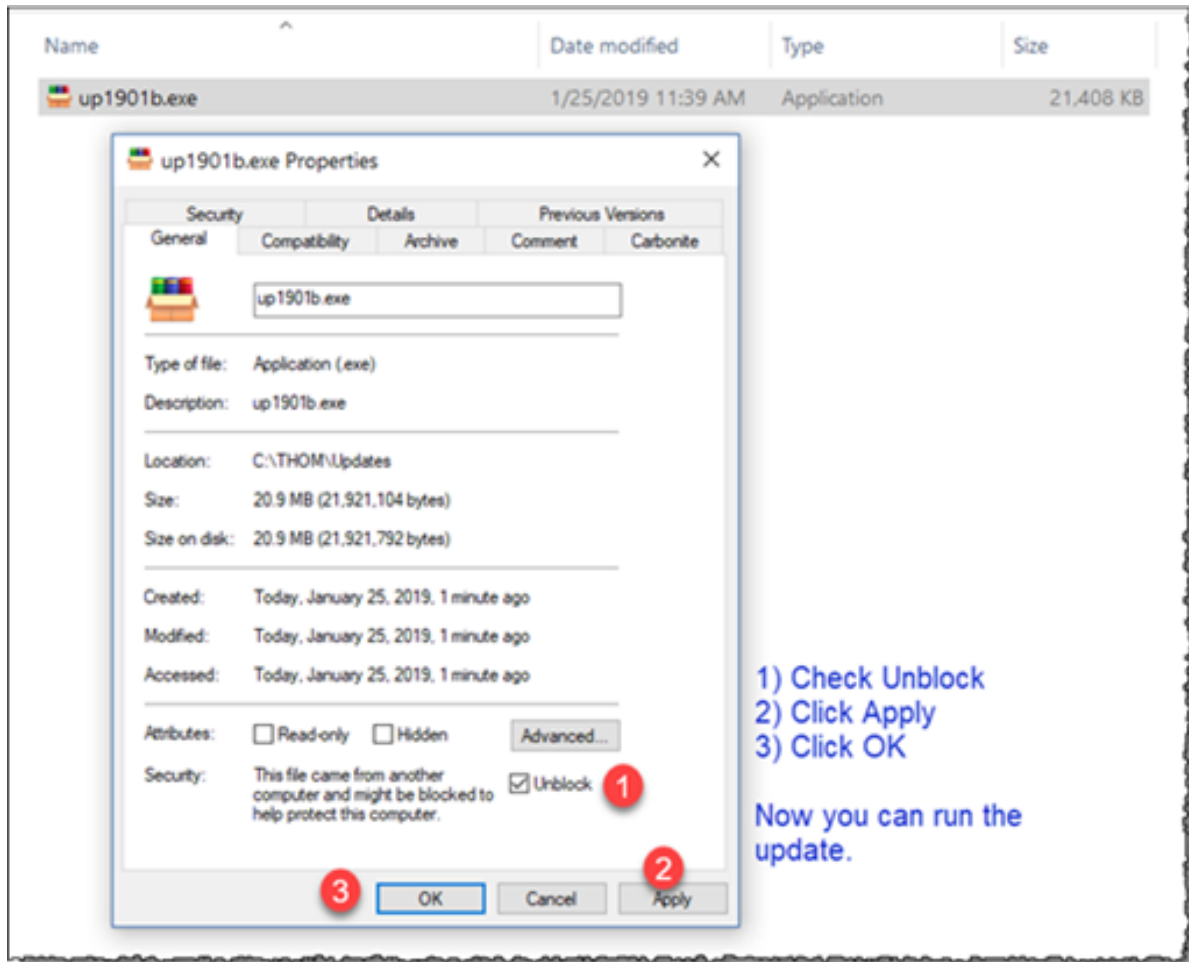 Name Date modified Type Size
up1901b.exe 1/25/2019 11:39 AM Application 21,408 KB
up1901b.exe Properties
Security Details Previous Versions
General Compatibility Archive Comment Carbonite
up1901b.exe
Type of file: Application (.exe)
Description: up1901b.exe
Location: C:\THOM\Updates
Size: 20.9 MB (21,921,104 bytes)
Size on disk: 20.9 MB (21,921,792 bytes)
Created: Today, January 25, 2019, 1 minute ago
Modified: Today, January 25, 2019, 1 minute ago
Accessed: Today, January 25, 2019, 1 minute ago
Attributes: Read-only Hidden Advanced...
Security: This file came from another
computer and might be blocked to
help protect this computer.
Unblock 1
1) Check Unblock
2) Click Apply
3) Click OK
Now you can run the
update.
2
3 OK Cancel Apply